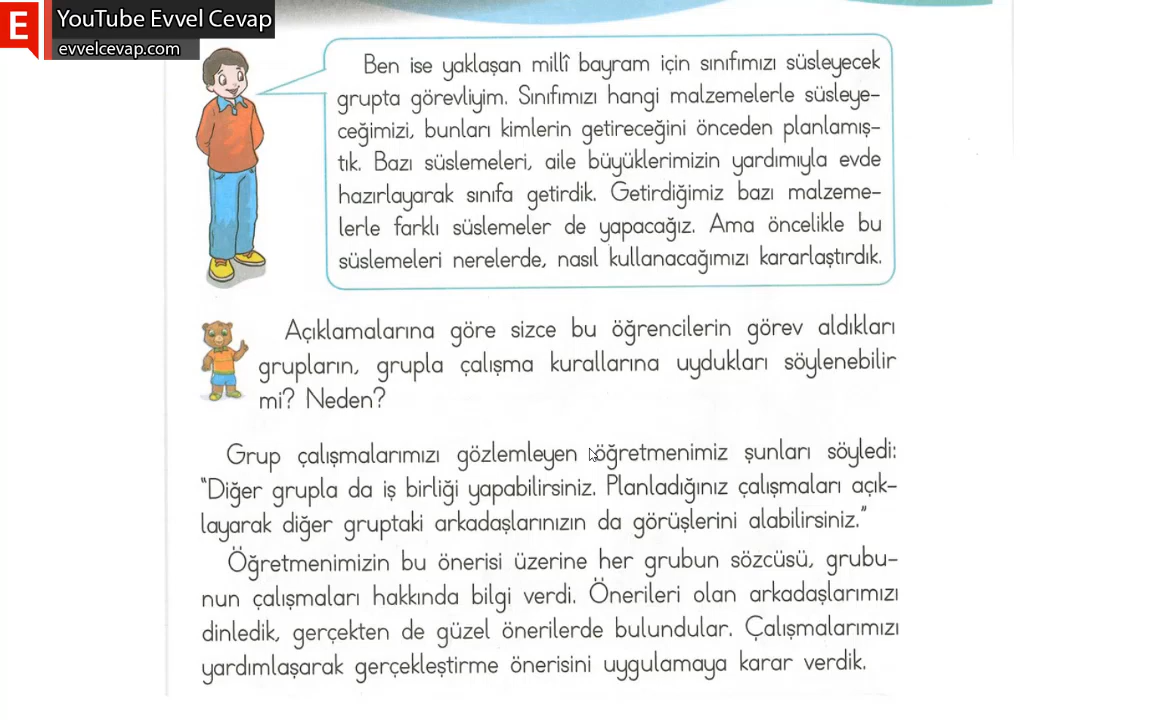 E YouTube Evvel Cevap
evvelcevap.com
Ben ise yaklaşan millî bayram için sınıfımızı süsleyecek
grupta görevliyim. Sınıfımızı hangi malzemelerle süsleye-
ceğimizi, bunları kimlerin getireceğini önceden planlamış-
tık. Bazı süslemeleri, aile büyüklerimizin yardımıyla evde
hazırlayarak sınıfa getirdik. Getirdiğimiz bazı malzeme-
lerle farklı süslemeler de yapacağız. Ama öncelikle bu
süslemeleri nerelerde, nasıl kullanacağımızı kararlaştırdık.
Açıklamalarına göre sizce bu öğrencilerin görev aldıkları
grupların, grupla çalışma kurallarına uydukları söylenebilir
mi? Neden?
Grup çalışmalarımızı gözlemleyen öğretmenimiz şunları söyledi:
“Diğer grupla da iş birliği yapabilirsiniz. Planladığınız çalışmaları açık-
layarak diğer gruptaki arkadaşlarınızın da görüşlerini alabilirsiniz.”
Öğretmenimizin bu önerisi üzerine her grubun sözcüsü, grubu-
nun çalışmaları hakkında bilgi verdi. Önerileri olan arkadaşlarımızı
dinledik, gerçekten de güzel önerilerde bulundular. Çalışmalarımızı
yardımlaşarak gerçekleştirme önerisini uygulamaya karar verdik.